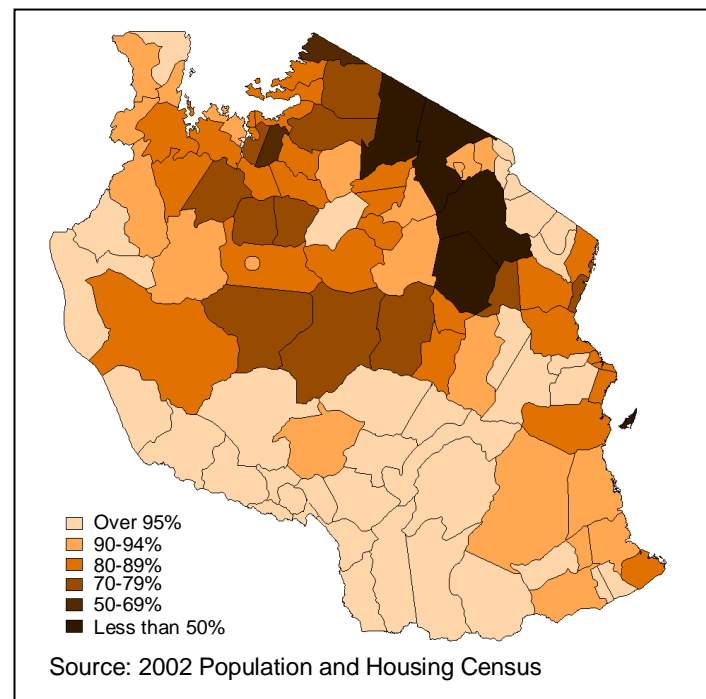 Over 95%
90-94%
80-89%
70-79%
50-69%
Less than 50%
Source: 2002 Population and Housing Census